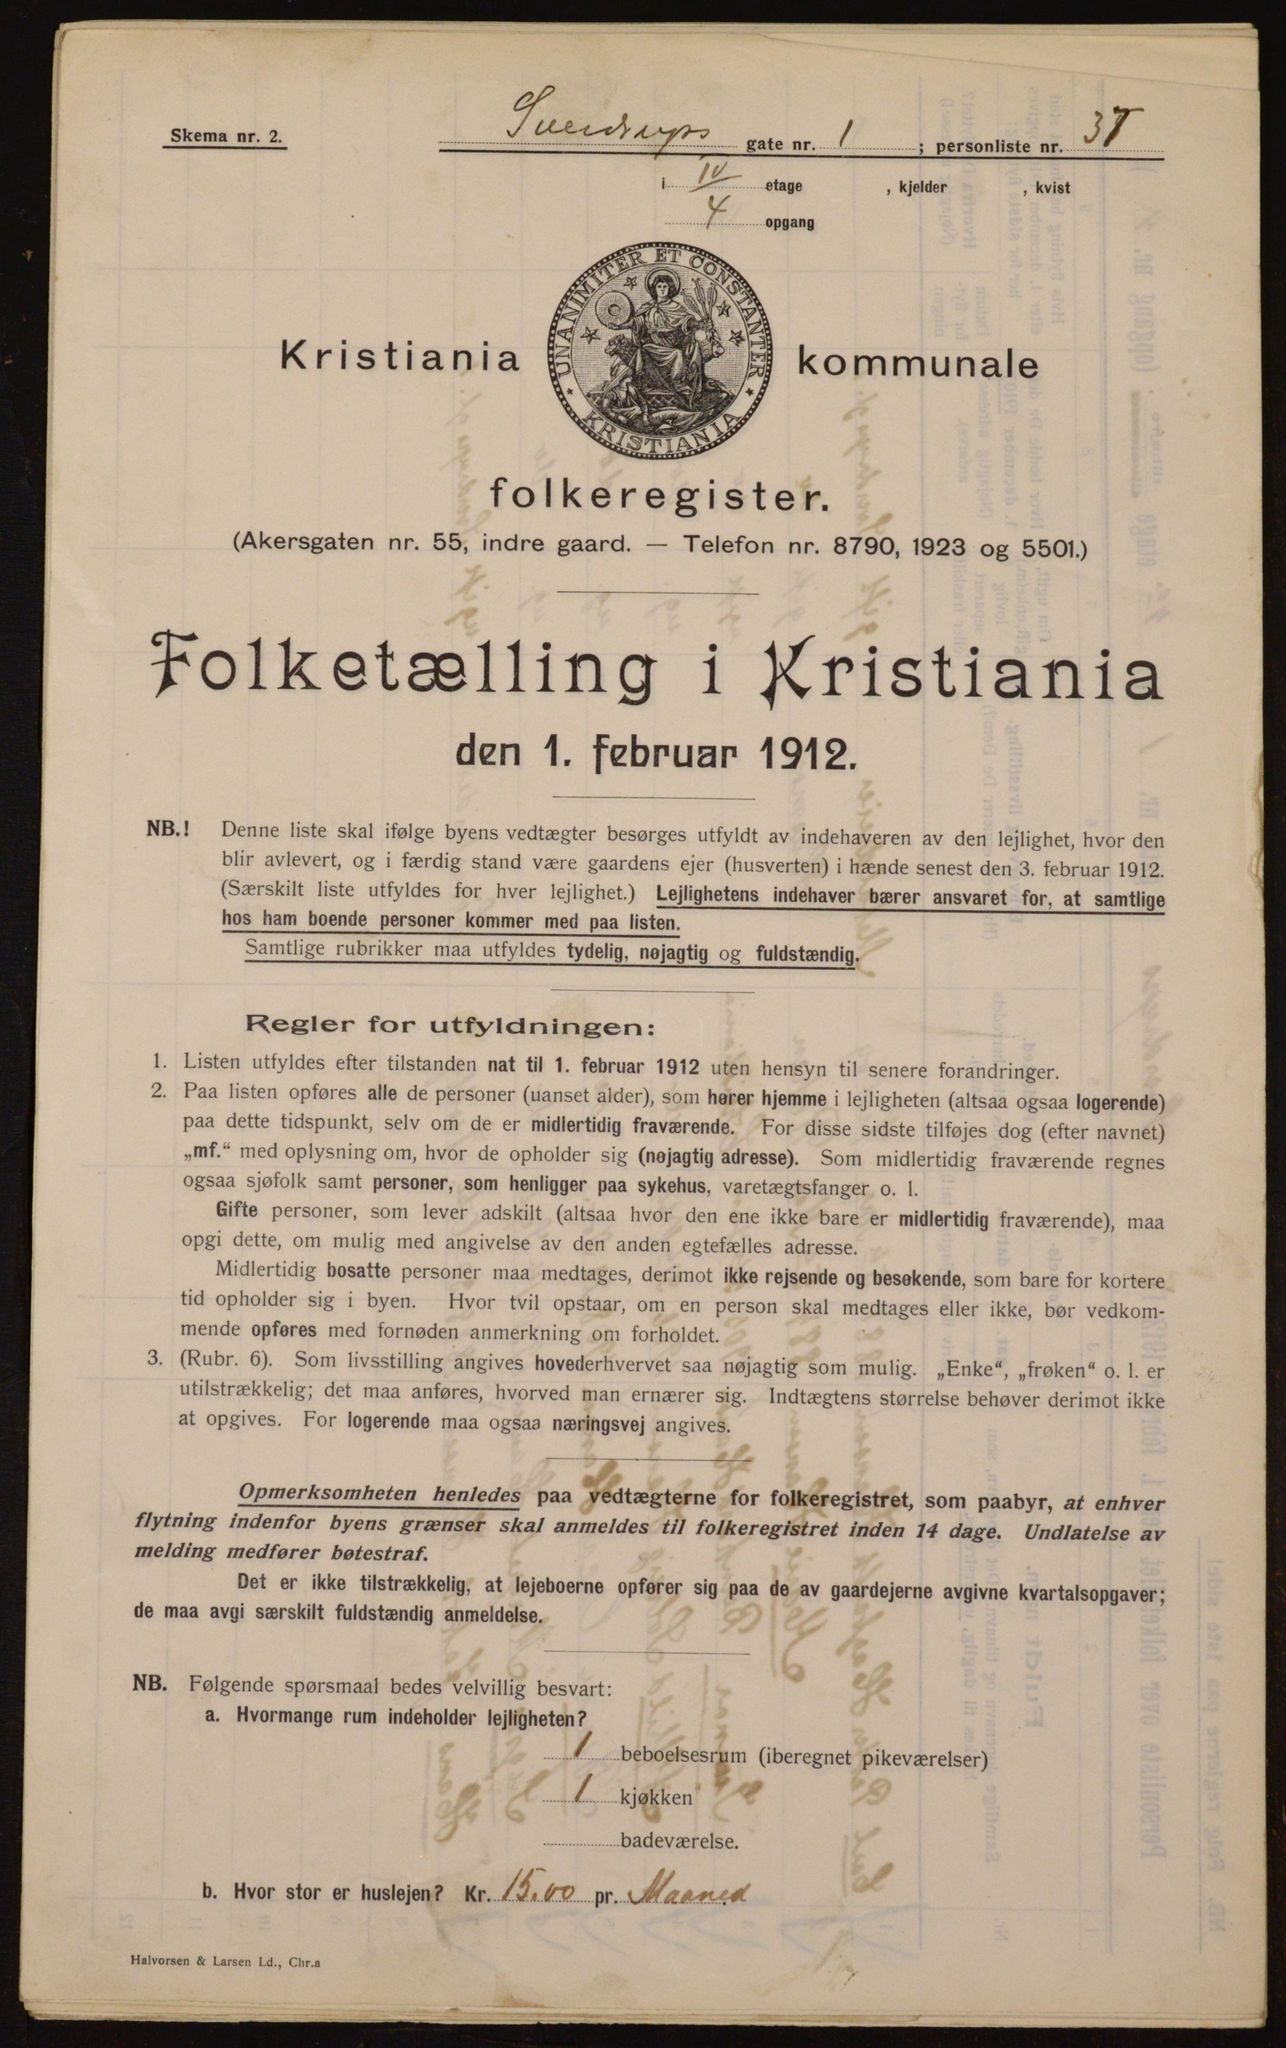 Skema nr. 2.
Sverdrups gate nr. 1 ; personliste nr. 37
i IV etage , kjelder , kvist
4 opgang
UNANIMITER ET CONSTANTER
KRISTIANIA
Kristiania kommunale
folkeregister.
(Akersgaten nr. 55, indre gaard. — Telefon nr. 8790, 1923 og 5501.)
Folketælling i Kristiania
den 1. februar 1912.
NB.! Denne liste skal ifølge byens vedtægter besørges utfyldt av indehaveren av den lejlighet, hvor den
blir avlevert, og i færdig stand være gaardens ejer (husverten) i hænde senest den 3. februar 1912.
(Særskilt liste utfyldes for hver lejlighet.) Lejlighetens indehaver bærer ansvaret for, at samtlige
hos ham boende personer kommer med paa listen.
Samtlige rubrikker maa utfyldes tydelig, nøjagtig og fuldstændig.
Regler for utfyldningen:
1. Listen utfyldes efter tilstanden nat til 1. februar 1912 uten hensyn til senere forandringer.
2. Paa listen opføres alle de personer (uanset alder), som hører hjemme i lejligheten (altsaa ogsaa logerende)
paa dette tidspunkt, selv om de er midlertidig fraværende. For disse sidste tilføjes dog (efter navnet)
„mf.“ med oplysning om, hvor de opholder sig (nøjagtig adresse). Som midlertidig fraværende regnes
ogsaa sjøfolk samt personer, som henligger paa sykehus, varetægtsfanger o. l.
Gifte personer, som lever adskilt (altsaa hvor den ene ikke bare er midlertidig fraværende), maa
opgi dette, om mulig med angivelse av den anden egtefælles adresse.
Midlertidig bosatte personer maa medtages, derimot ikke rejsende og besøkende, som bare for kortere
tid opholder sig i byen. Hvor tvil opstaar, om en person skal medtages eller ikke, bør vedkom-
mende opføres med fornøden anmerkning om forholdet.
3. (Rubr. 6). Som livsstilling angives hovederhvervet saa nøjagtig som mulig. „Enke“, „frøken“ o. l. er
utilstrækkelig; det maa anføres, hvorved man ernærer sig. Indtægtens størrelse behøver derimot ikke
at opgives. For logerende maa ogsaa næringsvej angives.
Opmerksomheten henledes paa vedtægterne for folkeregistret, som paabyr, at enhver
flytning indenfor byens grænser skal anmeldes til folkeregistret inden 14 dage. Undlatelse av
melding medfører bøtestraf.
Det er ikke tilstrækkelig, at lejeboerne opfører sig paa de av gaardejerne avgivne kvartalsopgaver;
de maa avgi særskilt fuldstændig anmeldelse.
NB. Følgende spørsmaal bedes velvillig besvart:
a. Hvormange rum indeholder lejligheten?
1 beboelsesrum (iberegnet pikeværelser)
1 kjøkken
badeværelse.
b. Hvor stor er huslejen? Kr. 15.00 pr. Maaned
Halvorsen & Larsen Ld., Chr.a